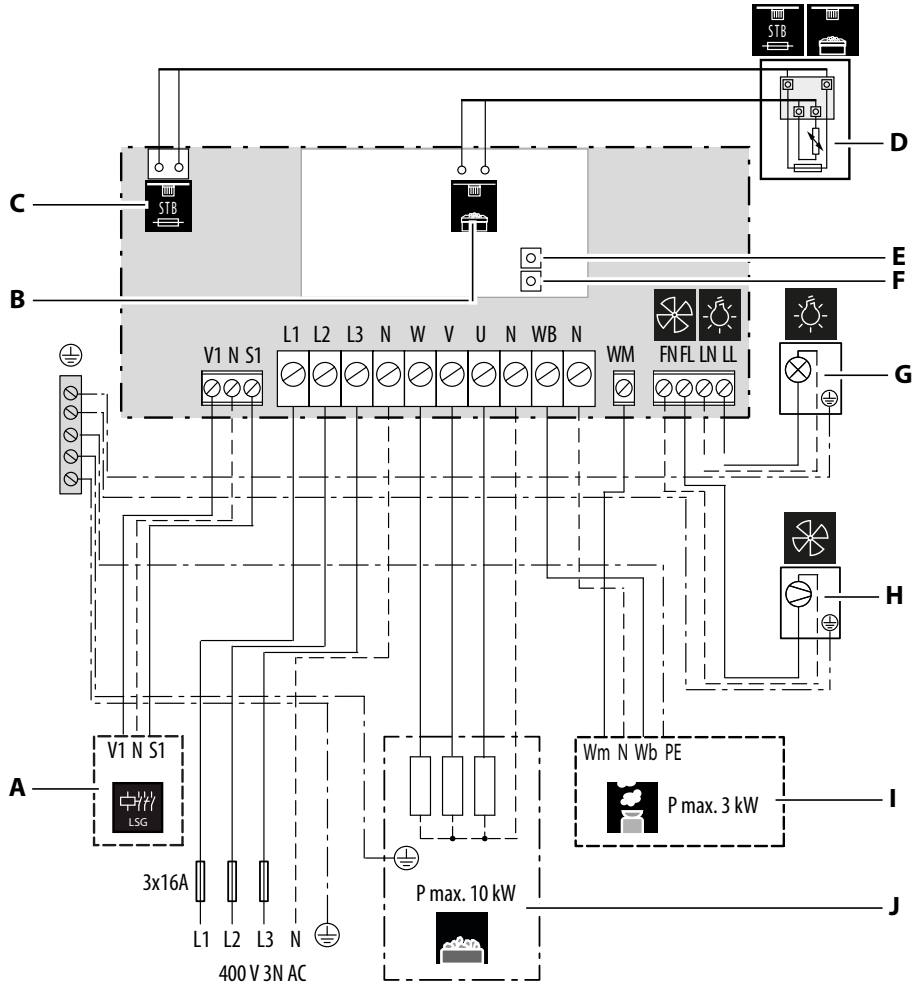 STB
D
C
STB
B
E
F
L1 L2 L3 N W V U N WB N
V1 N S1
WM
FN FL LN LL
G
H
V1 N S1
Wm N Wb PE
A
LSG
P max. 3 kW
I
3x16A
P max. 10 kW
J
L1 L2 L3 N
400 V 3N AC